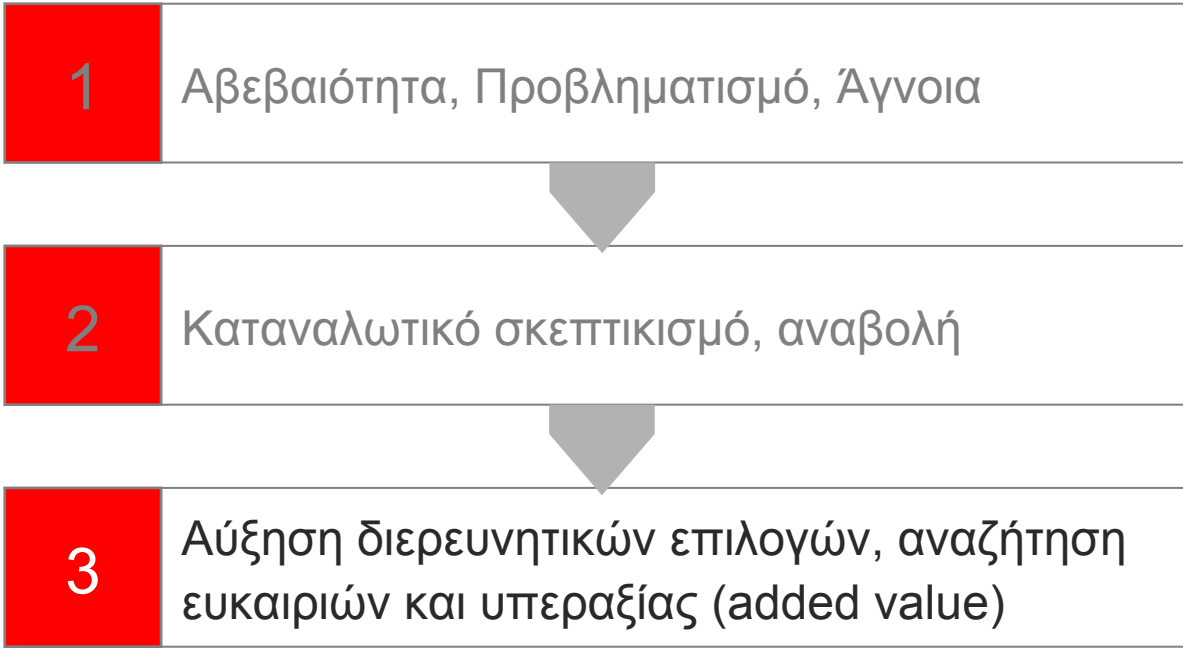 1
Αβεβαιότητα, Προβληματισμό, Άγνοια
2
Καταναλωτικό σκεπτικισμό, αναβολή
3
Αύξηση διερευνητικών επιλογών, αναζήτηση
ευκαιριών και υπεραξίας (added value)